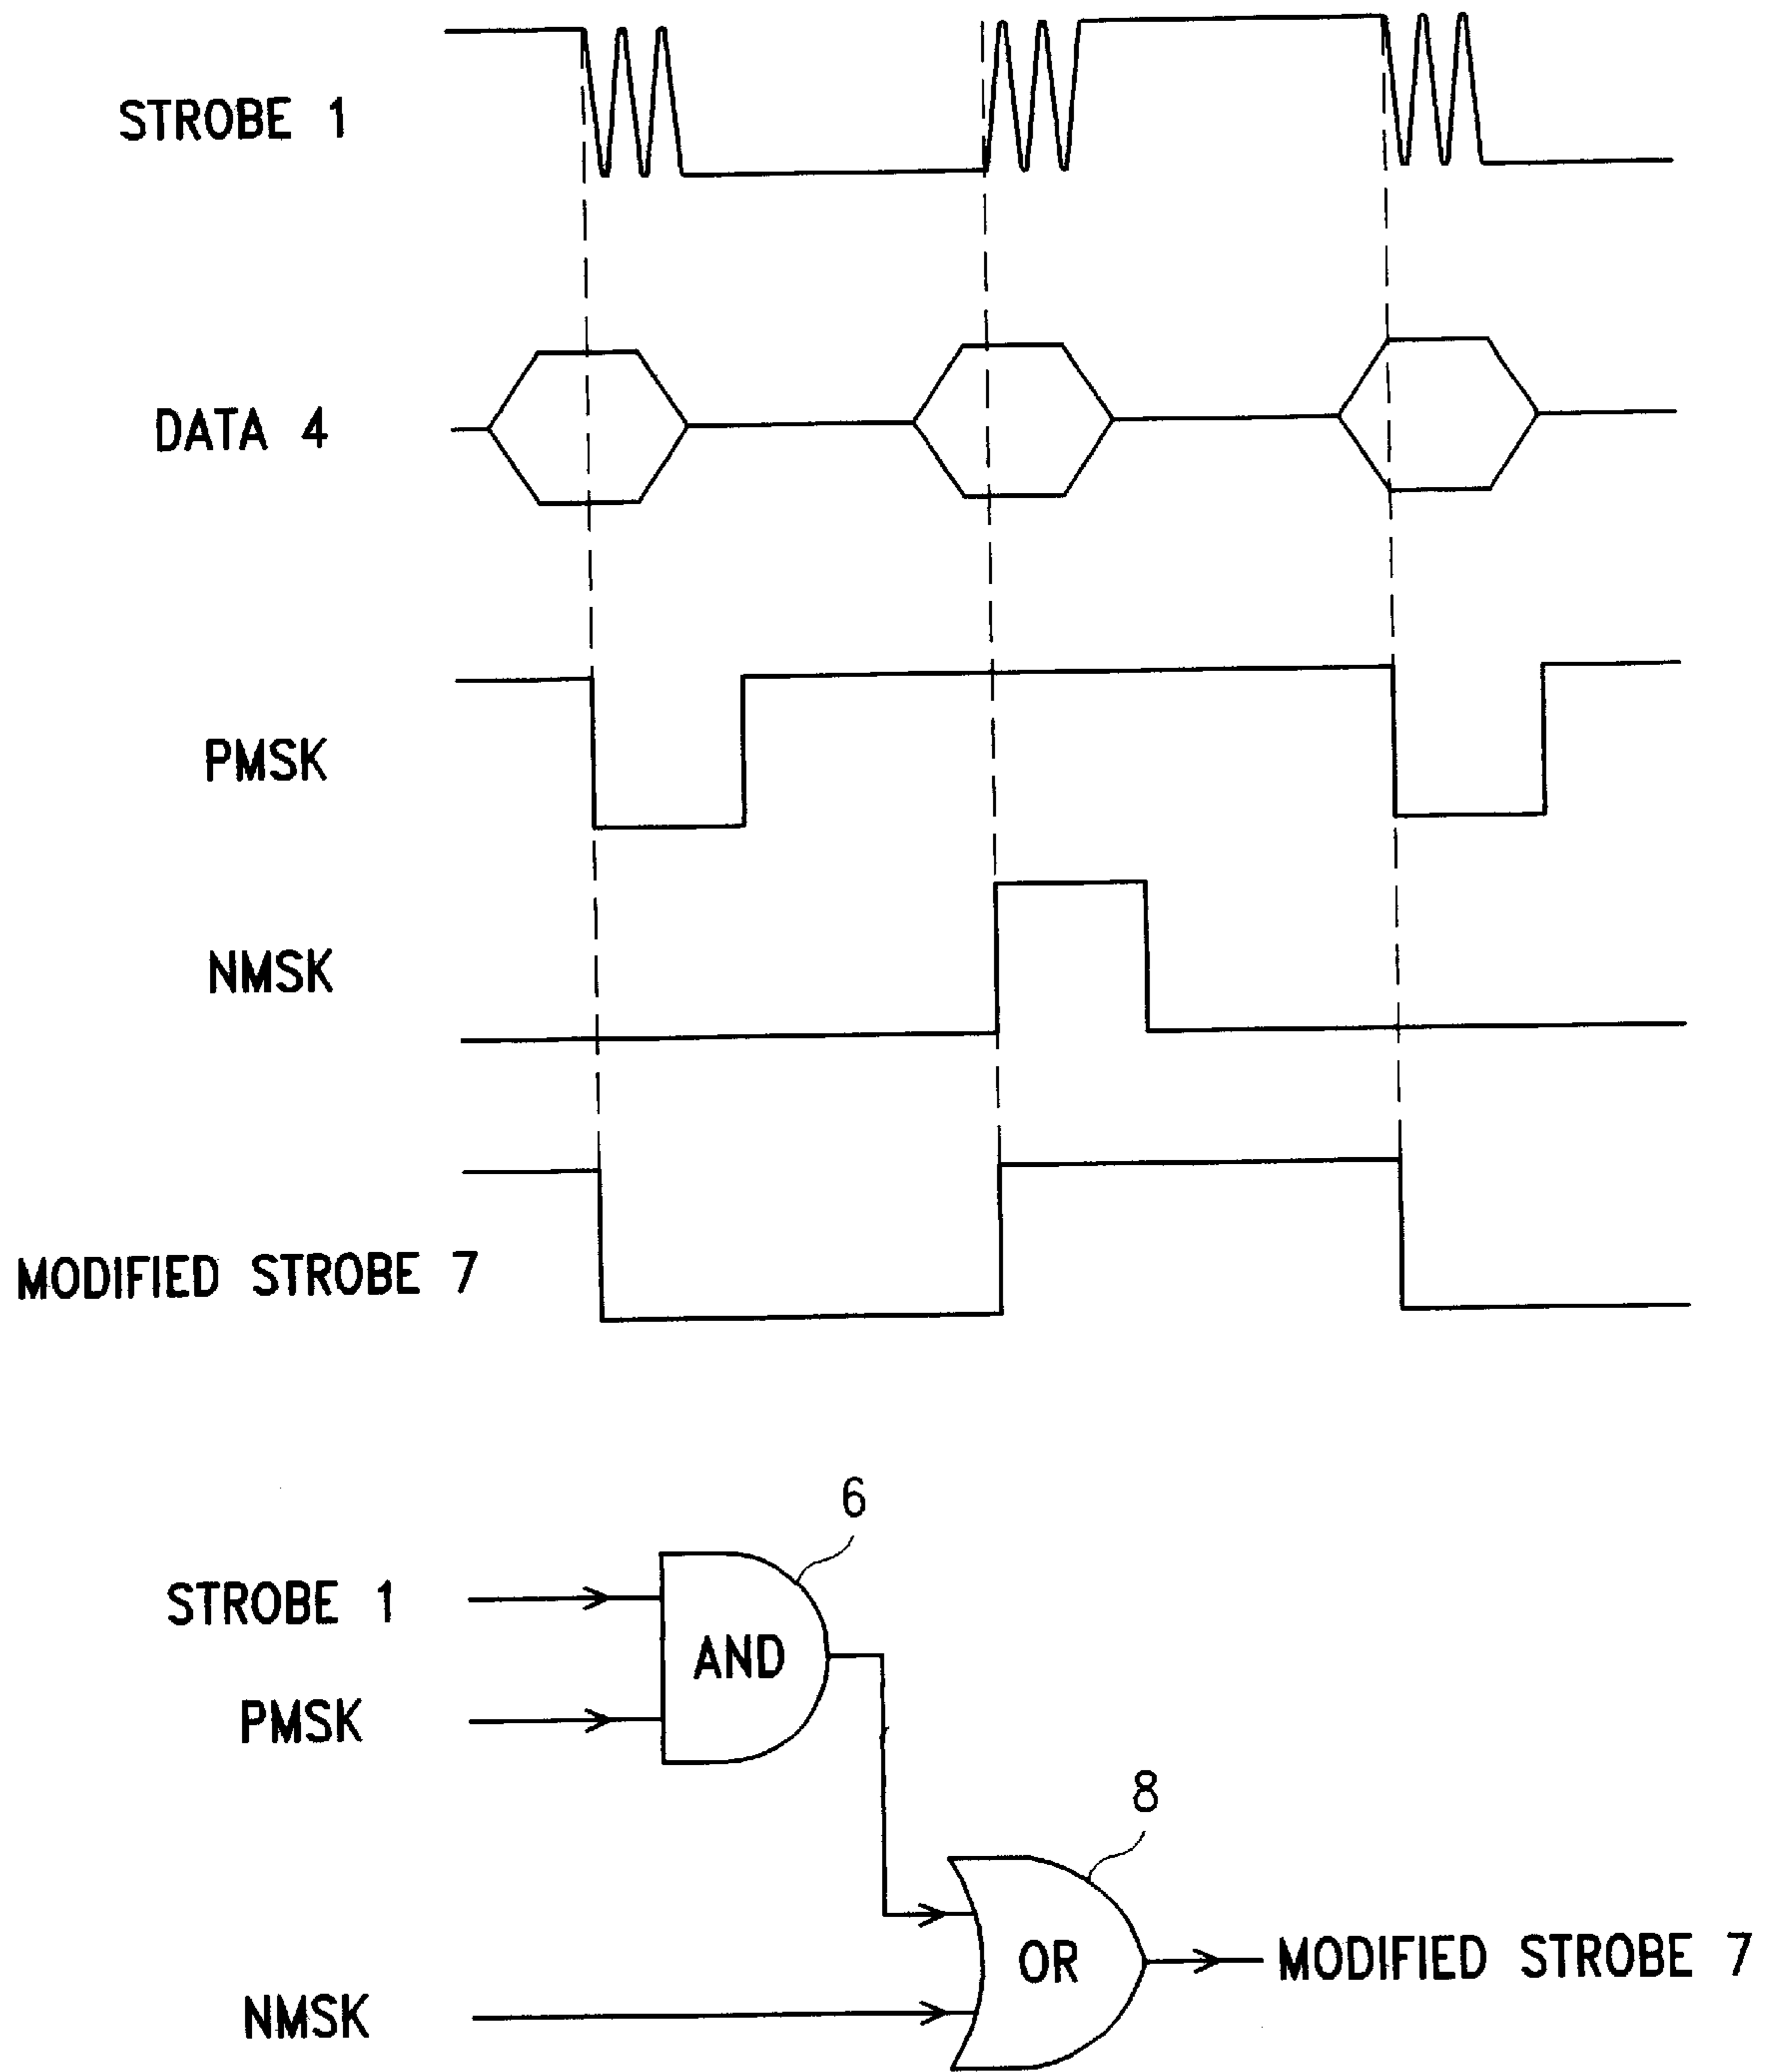 STROBE 1
DATA 4
PMSK
NMSK
MODIFIED STROBE 7
6
STROBE 1
AND
PMSK
8
OR
MODIFIED STROBE 7
NMSK